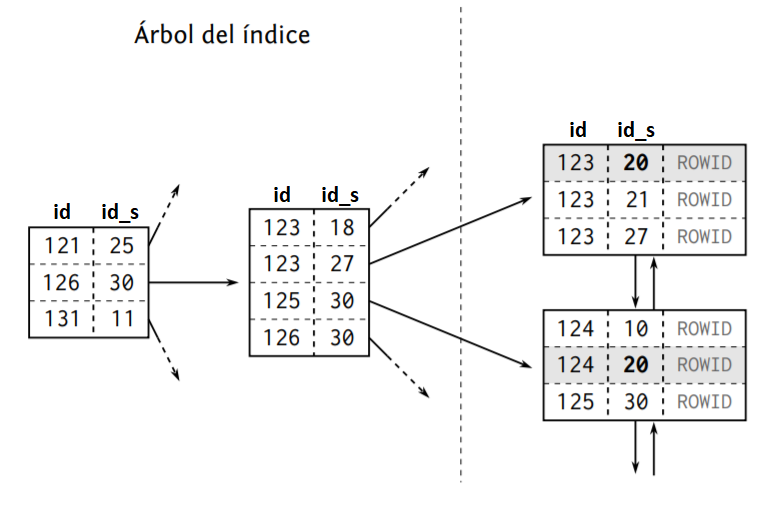 Árbol del índice
id id_s
121 25
126 30
131 11
id id_s
123 18
123 27
125 30
126 30
id id_s
123 20 ROWID
123 21 ROWID
123 27 ROWID
124 10 ROWID
124 20 ROWID
125 30 ROWID